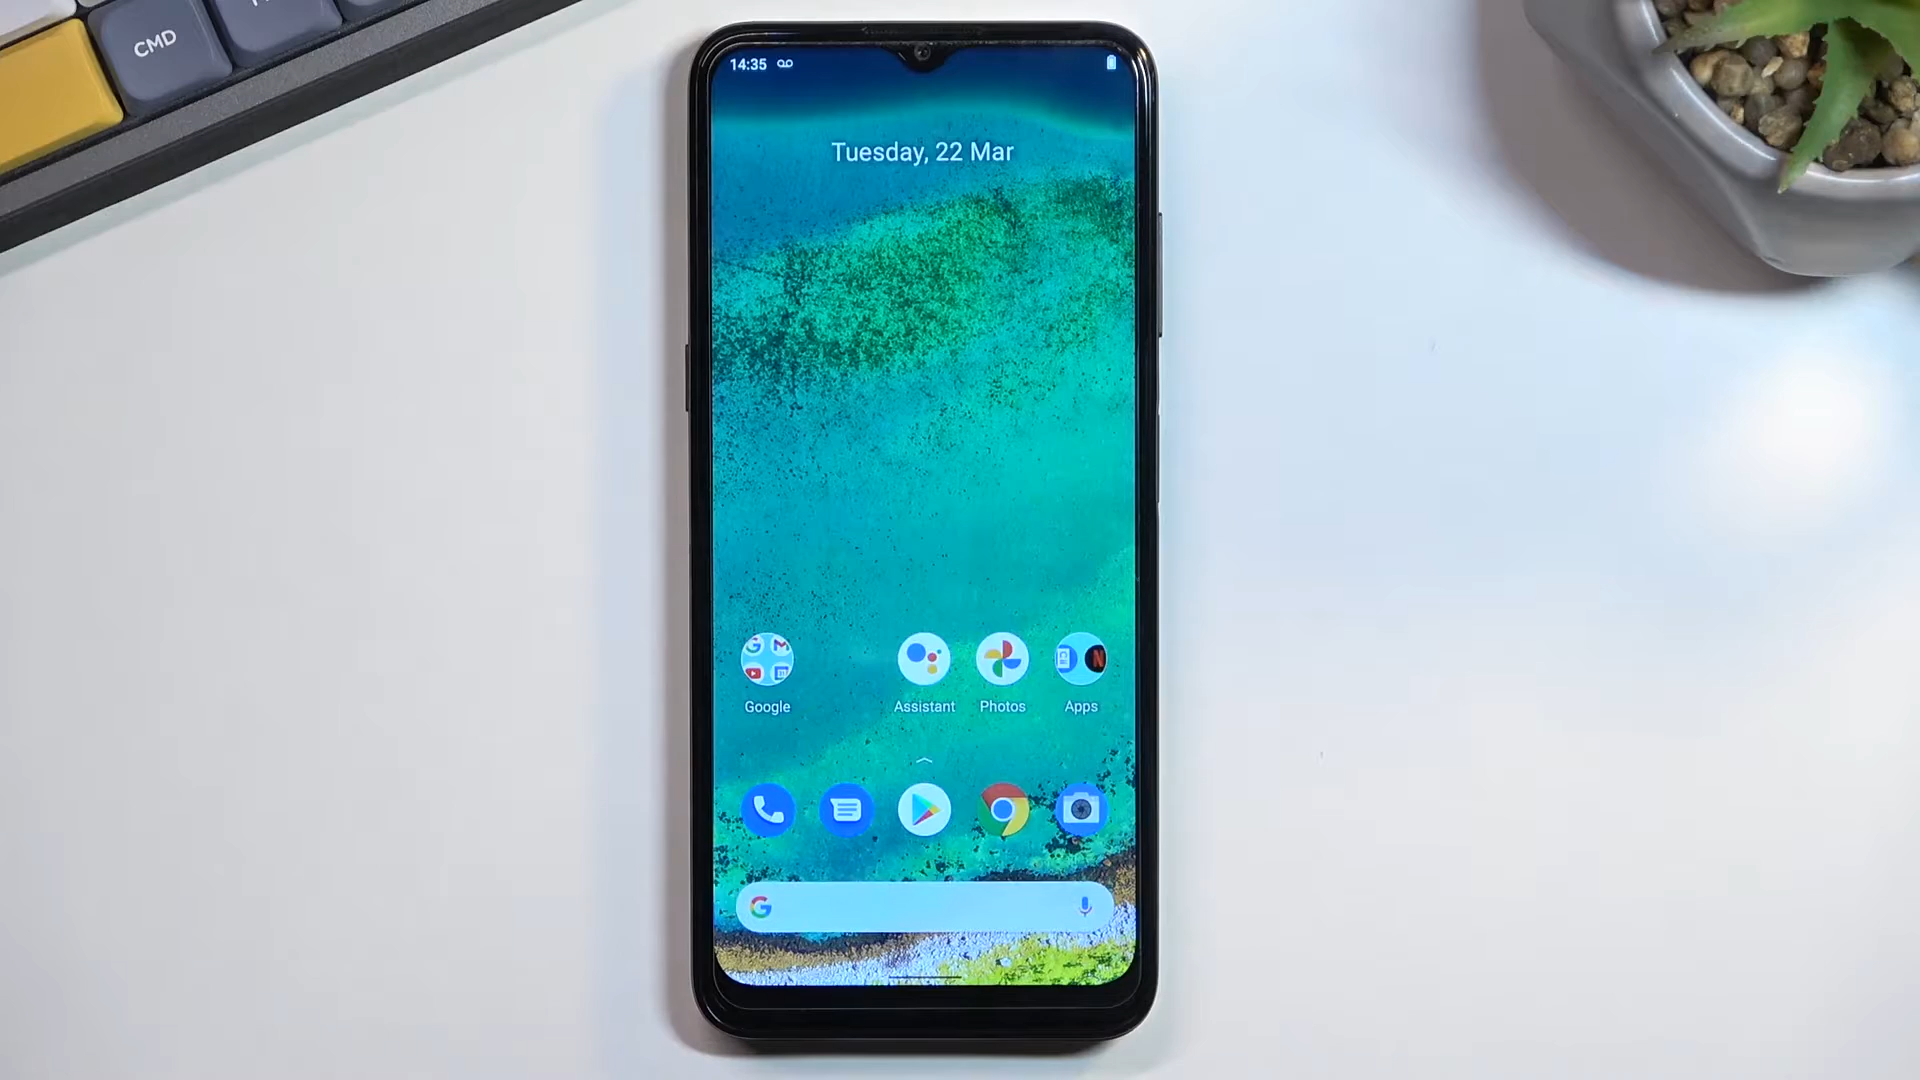 CMD
14:35
Tuesday, 22 Mar
Google
Assistant
Photos
Apps